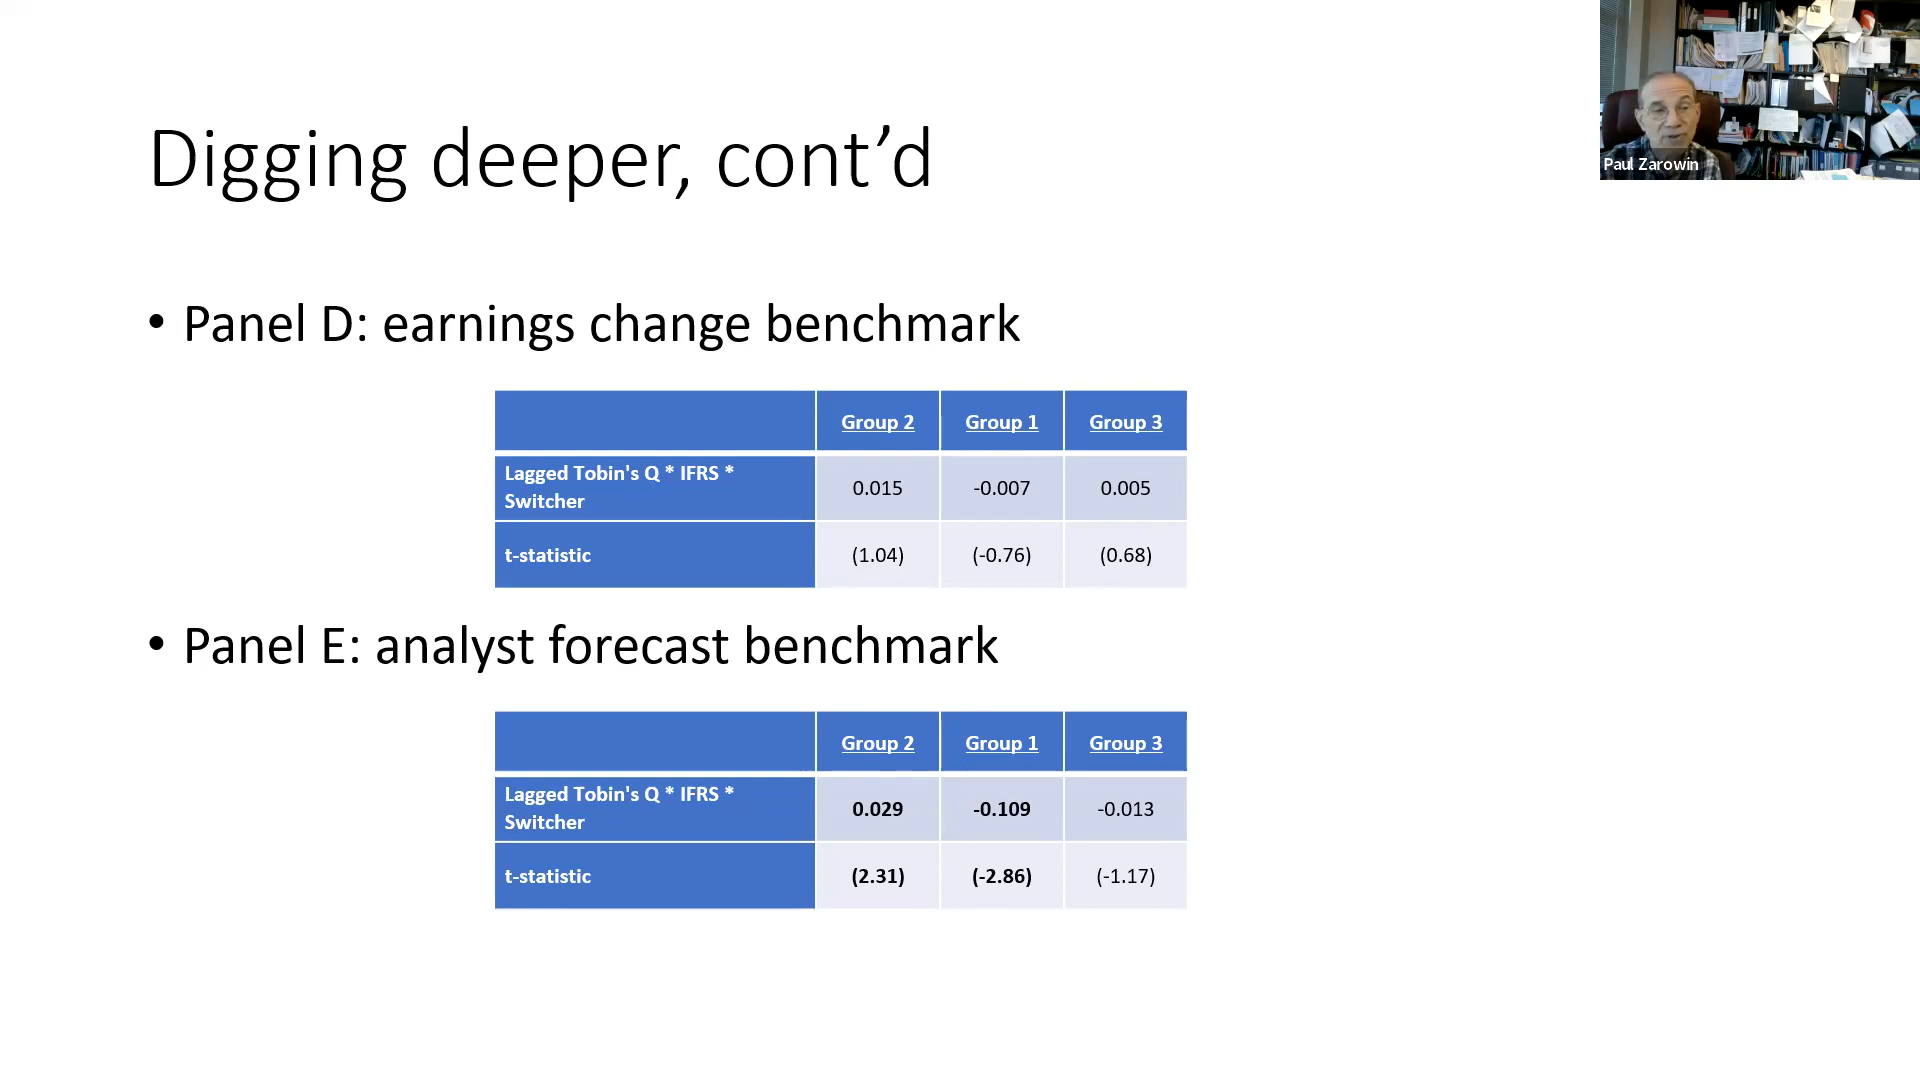 Paul Zarowin
Digging deeper, cont’d
• Panel D: earnings change benchmark
Group 2 Group 1 Group 3
Lagged Tobin's Q * IFRS *
Switcher
0.015 -0.007 0.005
t-statistic (1.04) (-0.76) (0.68)
• Panel E: analyst forecast benchmark
Group 2 Group 1 Group 3
Lagged Tobin's Q * IFRS *
Switcher
0.029 -0.109 -0.013
t-statistic (2.31) (-2.86) (-1.17)